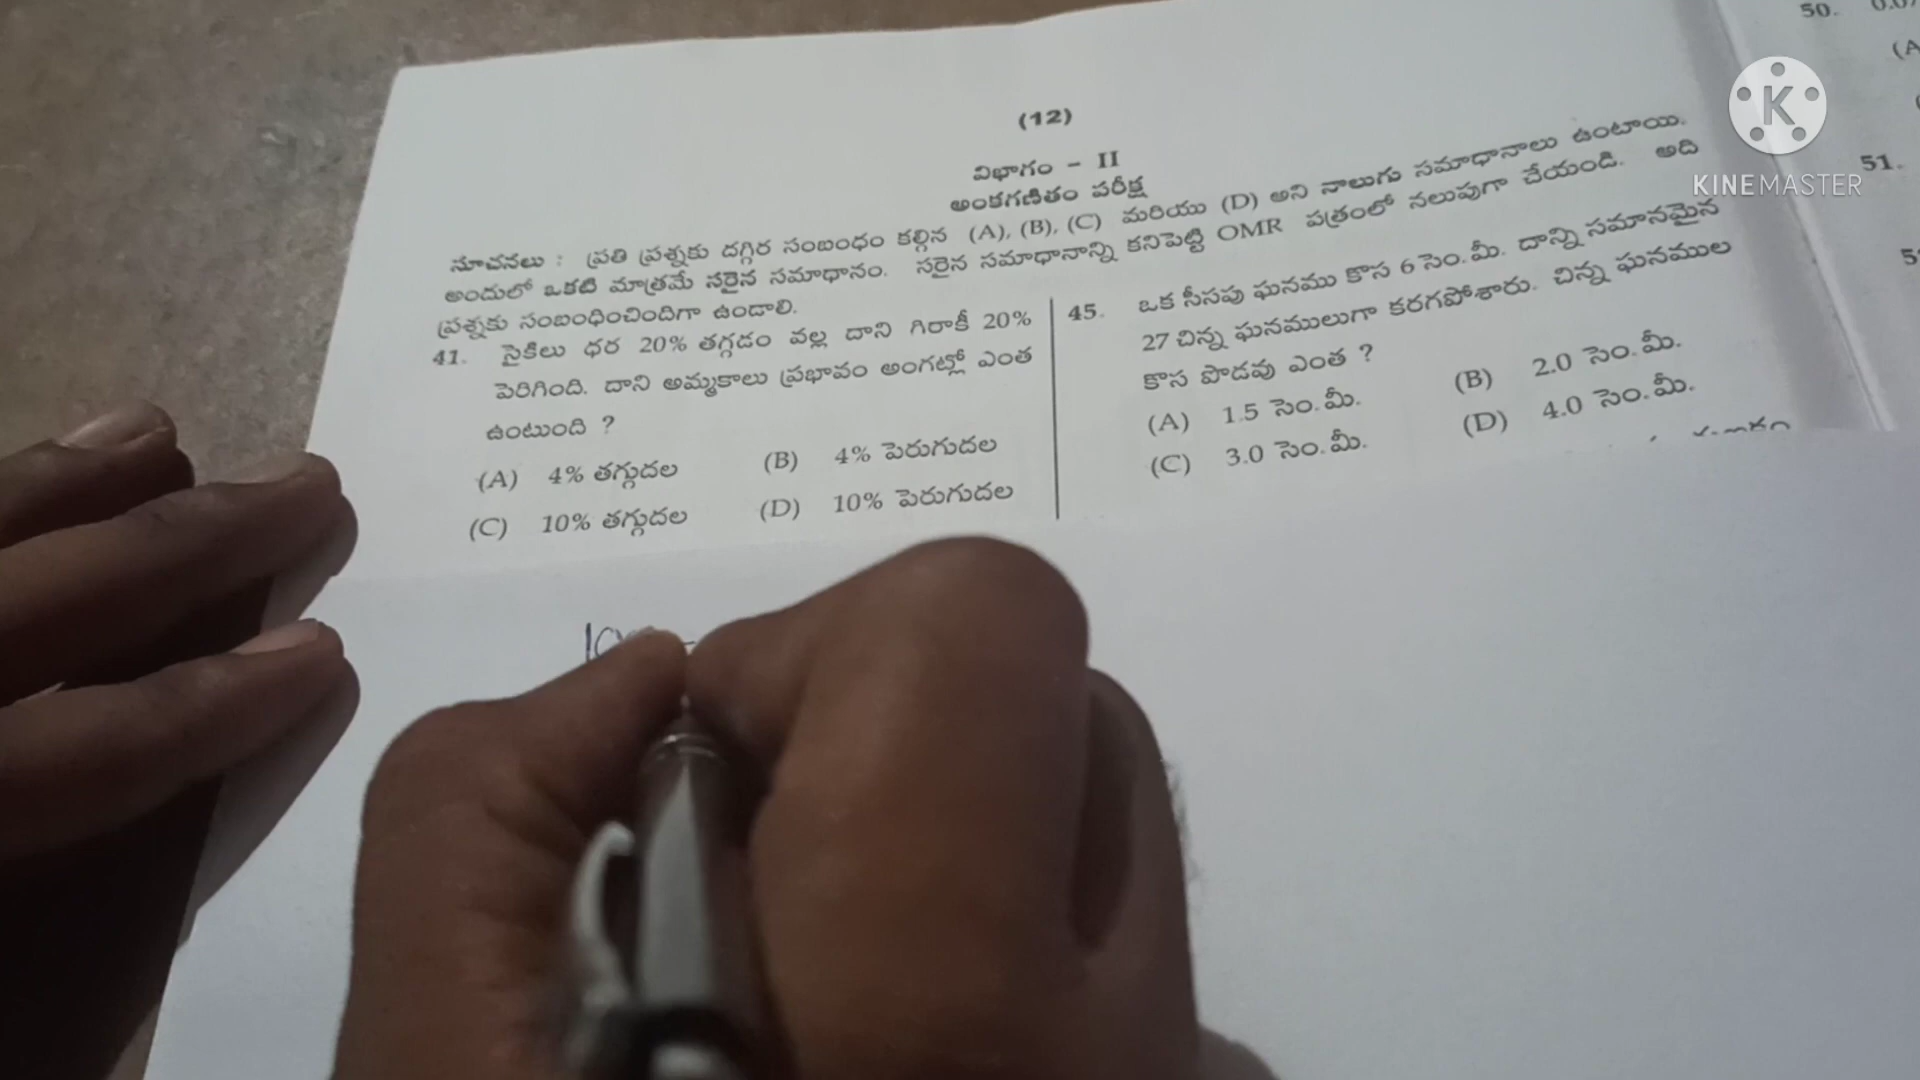 (12)
విభాగం - II
అంకగణితం పరీక్ష
సూచనలు : ప్రతి ప్రశ్నకు దగ్గిర సంబంధం కల్గిన (A), (B), (C) మరియు (D) అని నాలుగు సమాధానాలు ఉంటాయి.
అందులో ఒకటి మాత్రమే సరైన సమాధానం. సరైన సమాధానాన్ని కనిపెట్టి OMR పత్రంలో నలుపుగా చేయండి. అది
ప్రశ్నకు సంబంధించిందిగా ఉండాలి.
41. సైకిలు ధర 20% తగ్గడం వల్ల దాని గిరాకీ 20%
పెరిగింది. దాని అమ్మకాలు ప్రభావం అంగట్లో ఎంత
ఉంటుంది ?
(A) 4% తగ్గుదల (B) 4% పెరుగుదల
(C) 10% తగ్గుదల (D) 10% పెరుగుదల
45. ఒక సీసపు ఘనము కొస 6 సెం.మీ. దాన్ని సమానమైన
27 చిన్న ఘనములుగా కరగపోశారు. చిన్న ఘనముల
కొస పొడవు ఎంత ?
(A) 1.5 సెం.మీ. (B) 2.0 సెం.మీ.
(C) 3.0 సెం.మీ. (D) 4.0 సెం.మీ.
50.
(A
51.
KINEMASTER